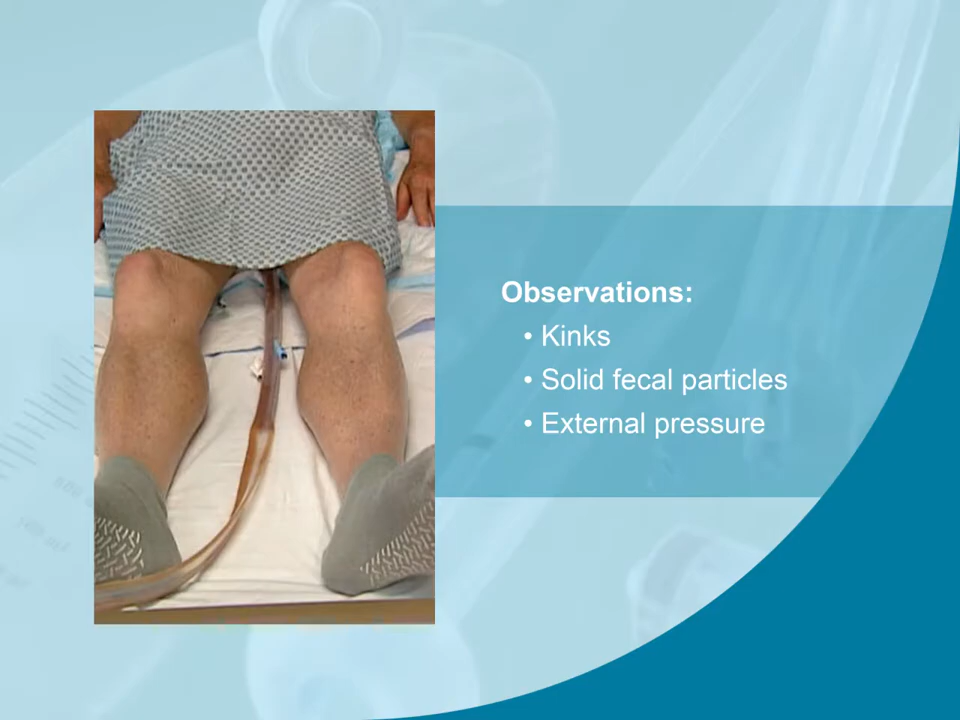 Observations:
• Kinks
• Solid fecal particles
• External pressure